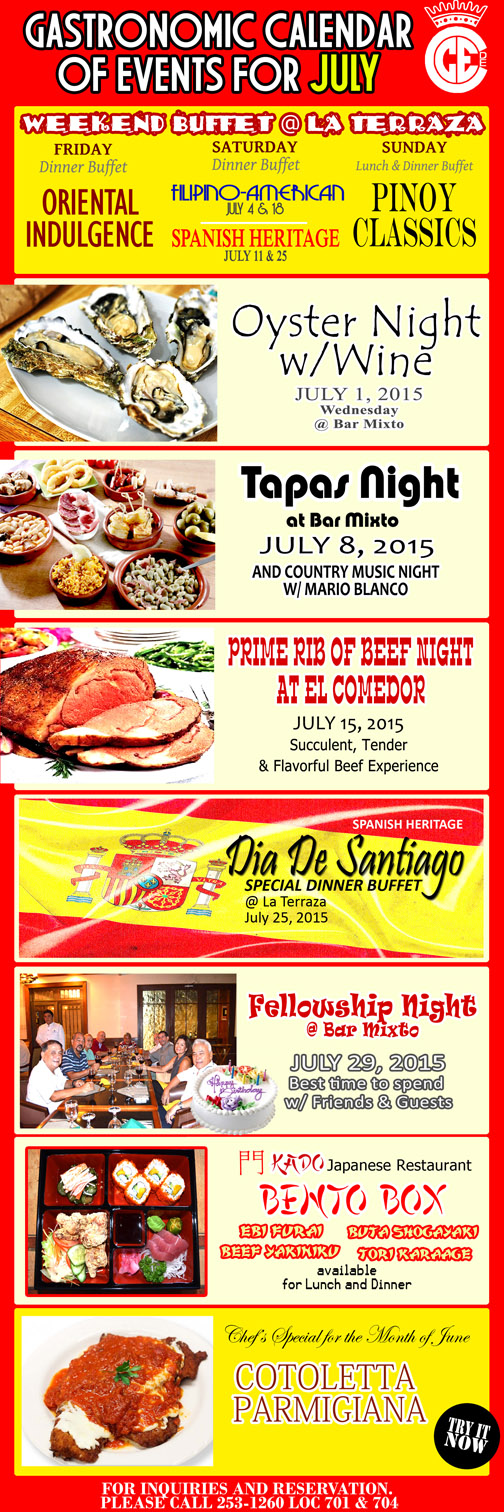 GASTRONOMIC CALENDAR
OF EVENTS FOR JULY
CE
DE
WEEKEND BUFFET @ LA TERRAZA
FRIDAY
Dinner Buffet
ORIENTAL
INDULGENCE
SATURDAY
Dinner Buffet
FILIPINO-AMERICAN
JULY 4 & 18
SPANISH HERITAGE
JULY 11 & 25
SUNDAY
Lunch & Dinner Buffet
PINOY
CLASSICS
Oyster Night
w/Wine
JULY 1, 2015
Wednesday
@ Bar Mixto
Tapas Night
at Bar Mixto
JULY 8, 2015
AND COUNTRY MUSIC NIGHT
W/ MARIO BLANCO
PRIME RIB OF BEEF NIGHT
AT EL COMEDOR
JULY 15, 2015
Succulent, Tender
& Flavorful Beef Experience
SPANISH HERITAGE
Dia De Santiago
SPECIAL DINNER BUFFET
@ La Terraza
July 25, 2015
Fellowship Night
@ Bar Mixto
JULY 29, 2015
Best time to spend
w/ Friends & Guests
Happy Birthday
門 KADO Japanese Restaurant
BENTO BOX
EBI FURAI BUTA SHOGAYAKI
BEEF YAKINIKU TORI KARAAGE
available
for Lunch and Dinner
Chef's Special for the Month of June
COTOLETTA
PARMIGIANA
TRY IT
NOW
FOR INQUIRIES AND RESERVATION.
PLEASE CALL 253-1260 LOC 701 & 704